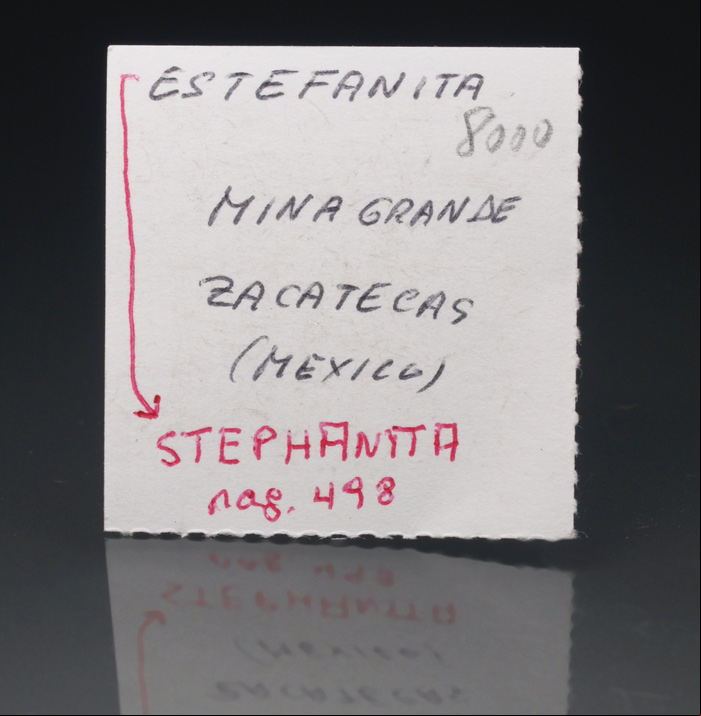 ESTEFANITA
8000
MINA GRANDE
ZACATECAS
(MEXICO)
STEPHANITA
pag. 498